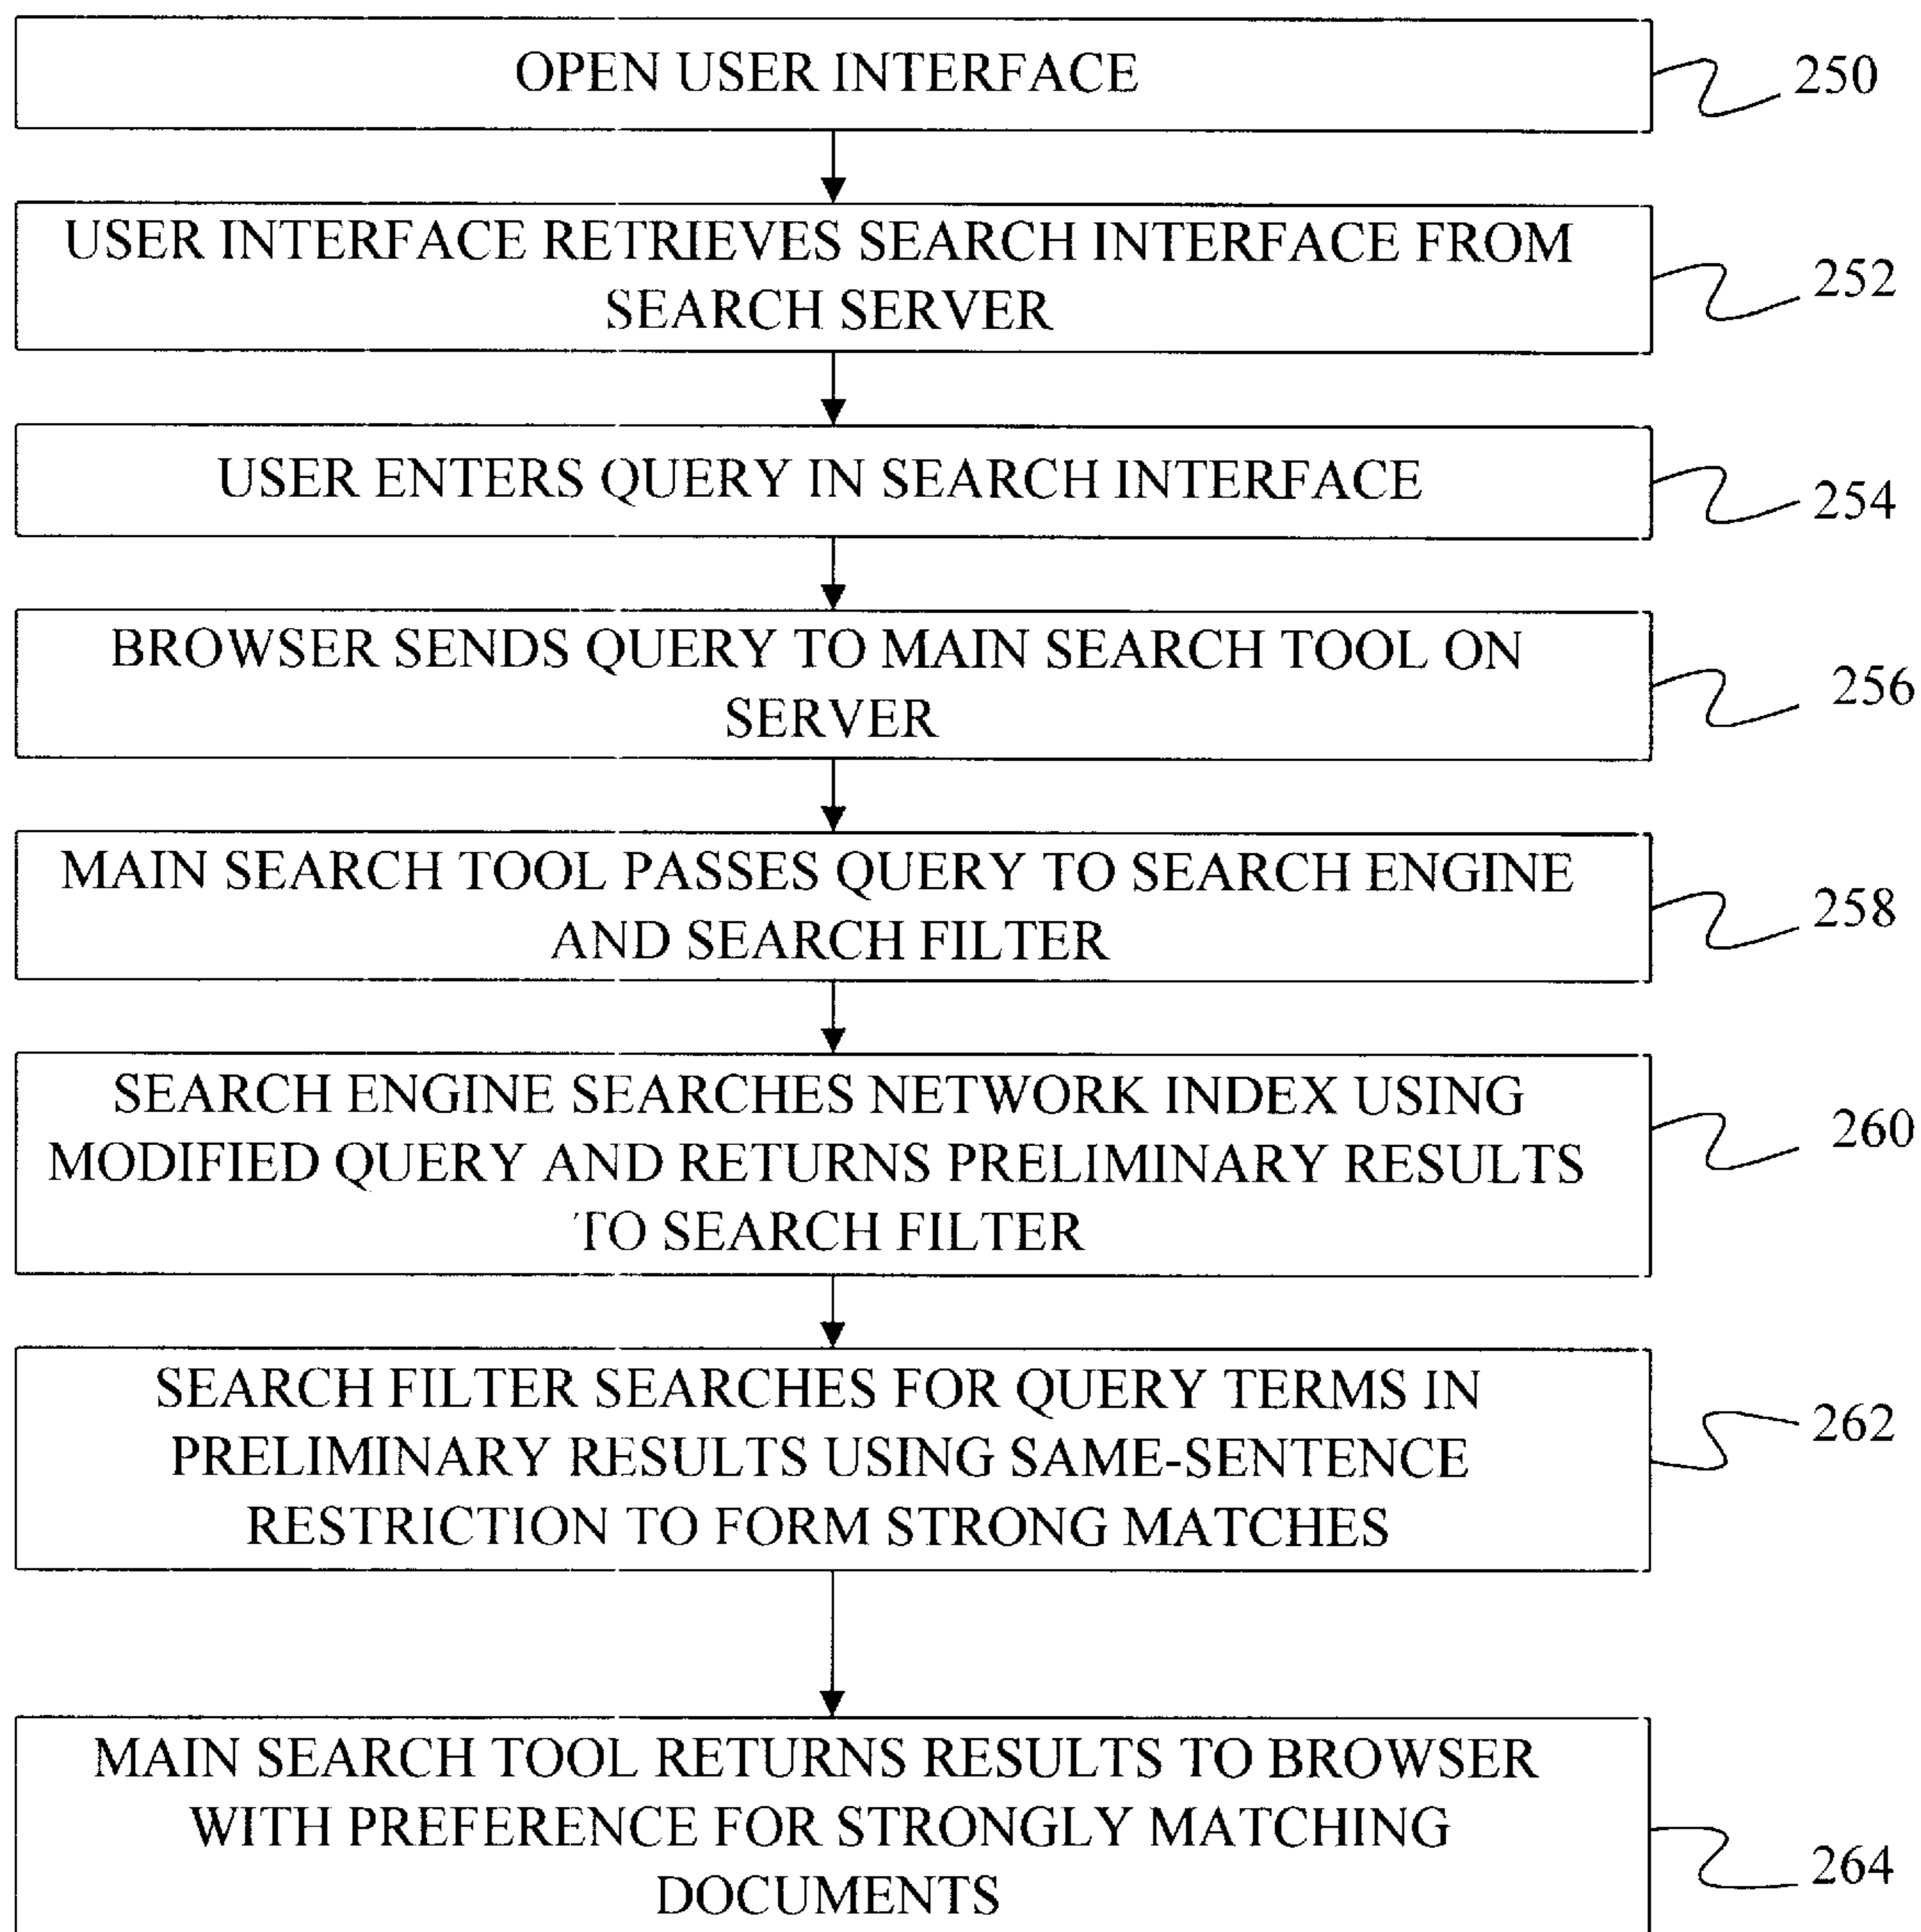 OPEN USER INTERFACE
250
USER INTERFACE RETRIEVES SEARCH INTERFACE FROM
SEARCH SERVER
252
USER ENTERS QUERY IN SEARCH INTERFACE
254
BROWSER SENDS QUERY TO MAIN SEARCH TOOL ON
SERVER
256
MAIN SEARCH TOOL PASSES QUERY TO SEARCH ENGINE
AND SEARCH FILTER
258
SEARCH ENGINE SEARCHES NETWORK INDEX USING
MODIFIED QUERY AND RETURNS PRELIMINARY RESULTS
TO SEARCH FILTER
260
SEARCH FILTER SEARCHES FOR QUERY TERMS IN
PRELIMINARY RESULTS USING SAME-SENTENCE
RESTRICTION TO FORM STRONG MATCHES
262
MAIN SEARCH TOOL RETURNS RESULTS TO BROWSER
WITH PREFERENCE FOR STRONGLY MATCHING
DOCUMENTS
264